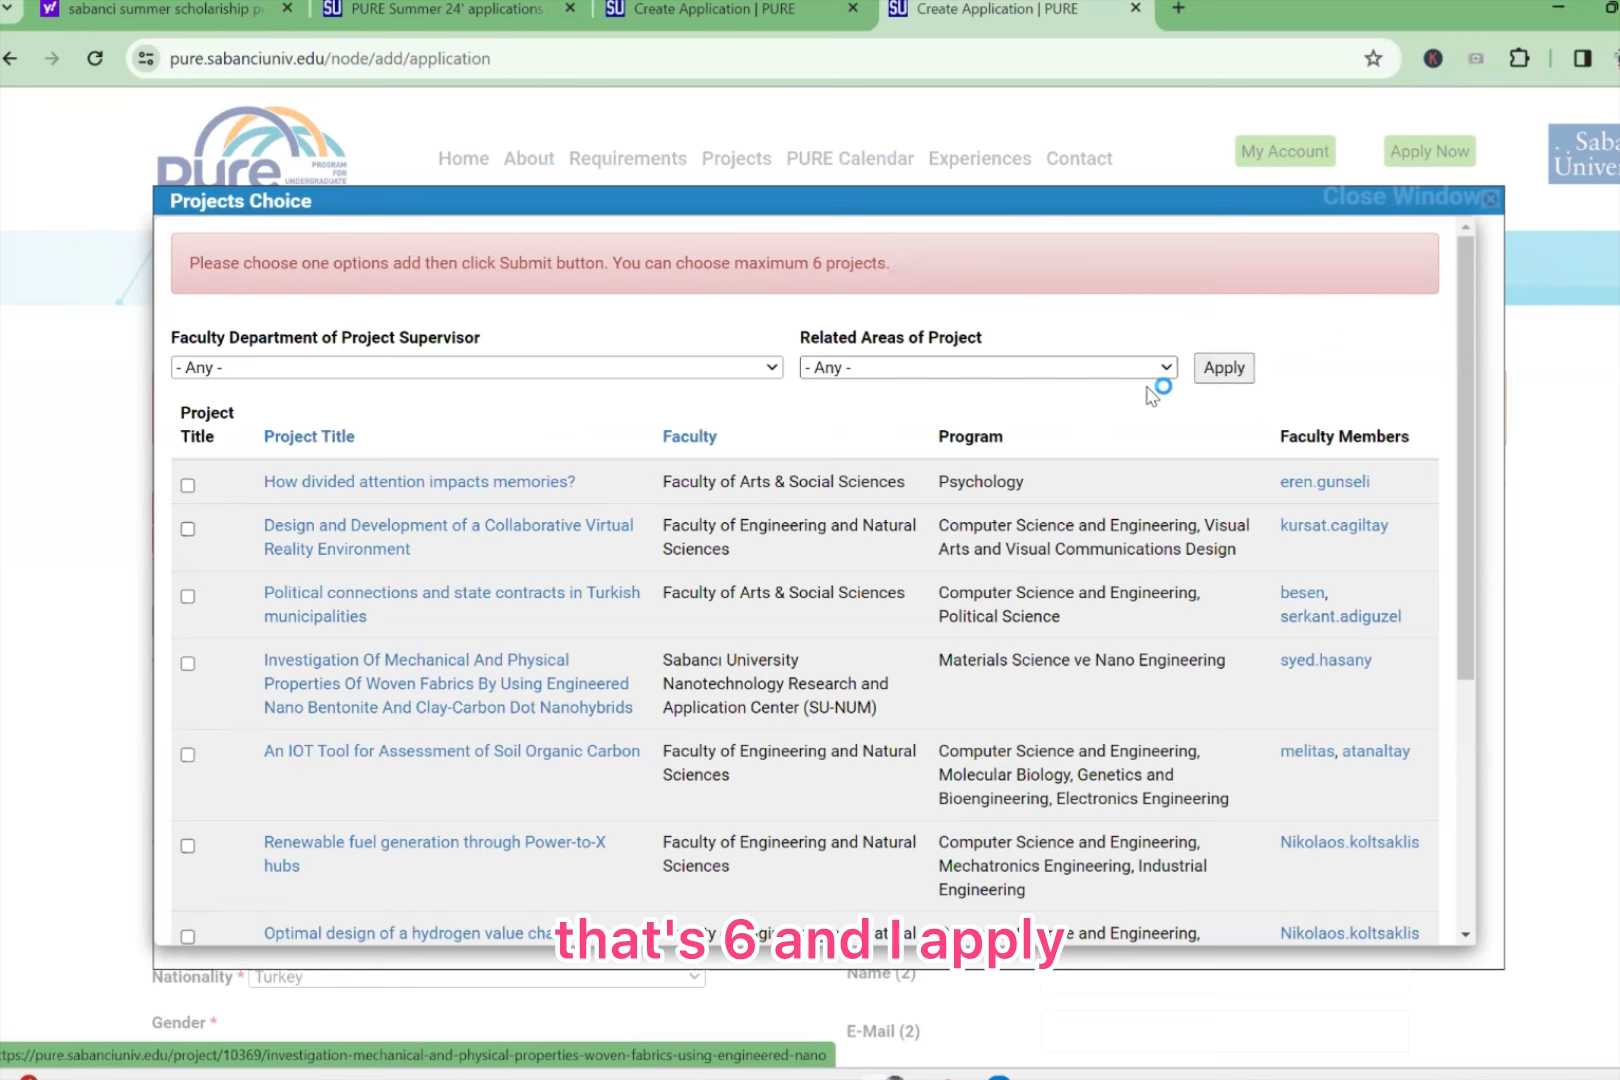 sabanci summer scholarship p
PURE Summer 24' applications
Create Application | PURE
Create Application | PURE
pure.sabanciuniv.edu/node/add/application
Pure
PROGRAM
FOR
UNDERGRADUATE
Home About Requirements Projects PURE Calendar Experiences Contact
My Account
Apply Now
Projects Choice
Close Window
Please choose one options add then click Submit button. You can choose maximum 6 projects.
Faculty Department of Project Supervisor
Related Areas of Project
- Any -
- Any -
Apply
Project Title
Project Title
Faculty
Program
Faculty Members
How divided attention impacts memories?
Faculty of Arts & Social Sciences
Psychology
eren.gunseli
Design and Development of a Collaborative Virtual
Reality Environment
Faculty of Engineering and Natural
Sciences
Computer Science and Engineering, Visual
Arts and Visual Communications Design
kursat.cagiltay
Political connections and state contracts in Turkish
municipalities
Faculty of Arts & Social Sciences
Computer Science and Engineering,
Political Science
besen,
serkant.adiguzel
Investigation Of Mechanical And Physical
Properties Of Woven Fabrics By Using Engineered
Nano Bentonite And Clay-Carbon Dot Nanohybrids
Sabancı University
Nanotechnology Research and
Application Center (SU-NUM)
Materials Science ve Nano Engineering
syed.hasany
An IOT Tool for Assessment of Soil Organic Carbon
Faculty of Engineering and Natural
Sciences
Computer Science and Engineering,
Molecular Biology, Genetics and
Bioengineering, Electronics Engineering
melitas, atanaltay
Renewable fuel generation through Power-to-X
hubs
Faculty of Engineering and Natural
Sciences
Computer Science and Engineering,
Mechatronics Engineering, Industrial
Engineering
Nikolaos.koltsaklis
Optimal design of a hydrogen value
and Engineering,
Nikolaos.koltsaklis
that's 6 and I apply
Nationality *
Turkey
Name (2)
Gender *
E-Mail (2)
ttps://pure.sabanciuniv.edu/project/10369/investigation-mechanical-and-physical-properties-woven-fabrics-using-engineered-nano